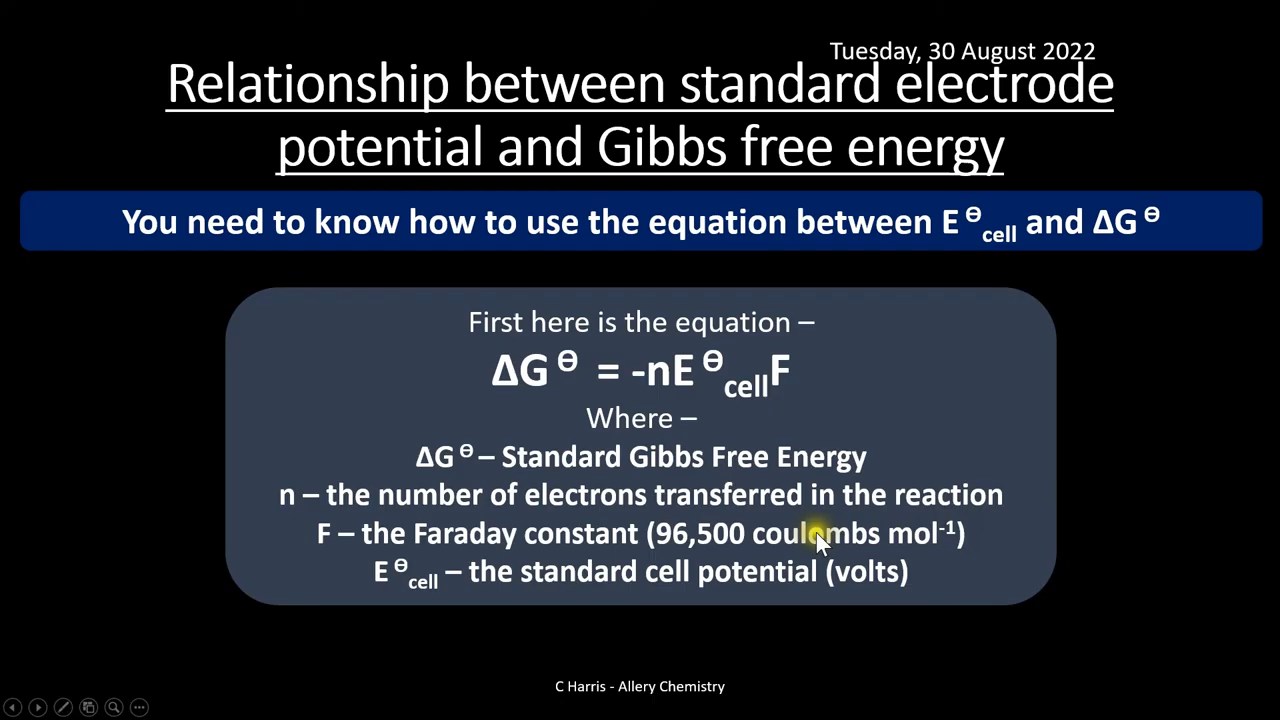 Tuesday, 30 August 2022
Relationship between standard electrode
potential and Gibbs free energy
You need to know how to use the equation between E ᶱcell and ΔG ᶱ
First here is the equation –
ΔG ᶱ = -nE ᶱcellF
Where –
ΔG ᶱ – Standard Gibbs Free Energy
n – the number of electrons transferred in the reaction
F – the Faraday constant (96,500 coulombs mol⁻¹)
E ᶱcell – the standard cell potential (volts)
C Harris - Allery Chemistry